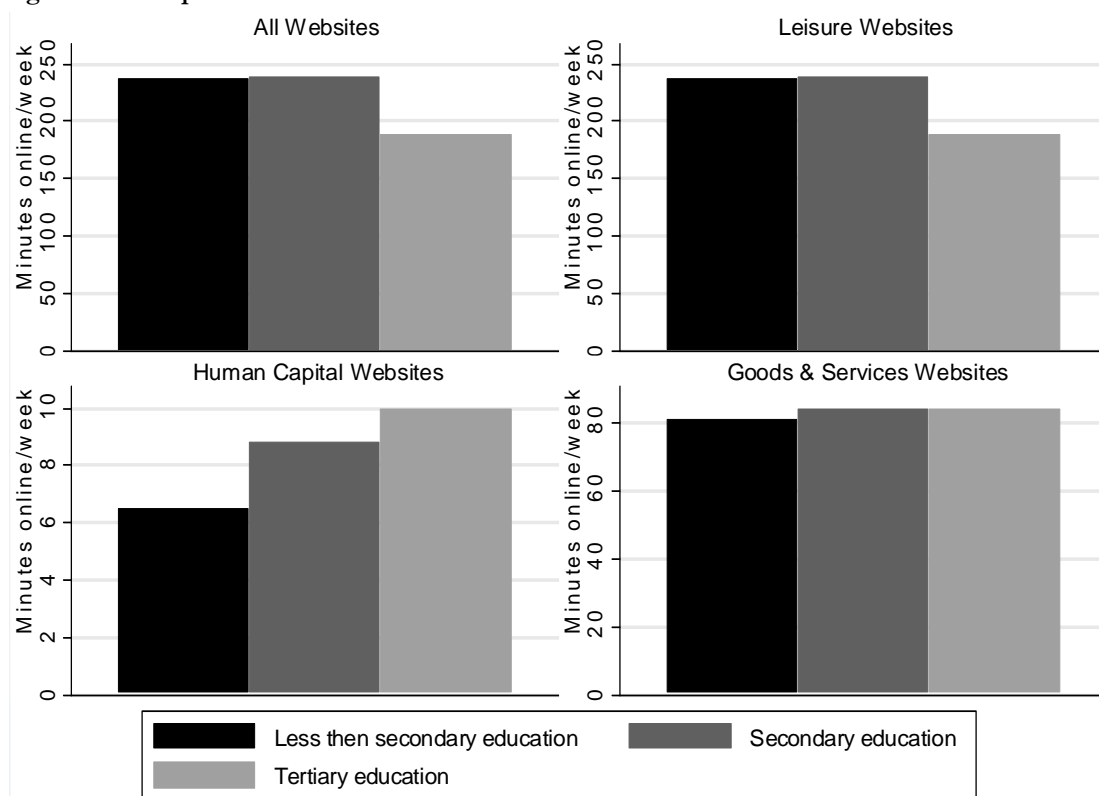 All Websites
Leisure Websites
Minutes online/week
0 50 100 150 200 250
Minutes online/week
0 50 100 150 200 250
Human Capital Websites
Goods & Services Websites
Minutes online/week
0 2 4 6 8 10
Minutes online/week
0 20 40 60 80
Less then secondary education
Secondary education
Tertiary education